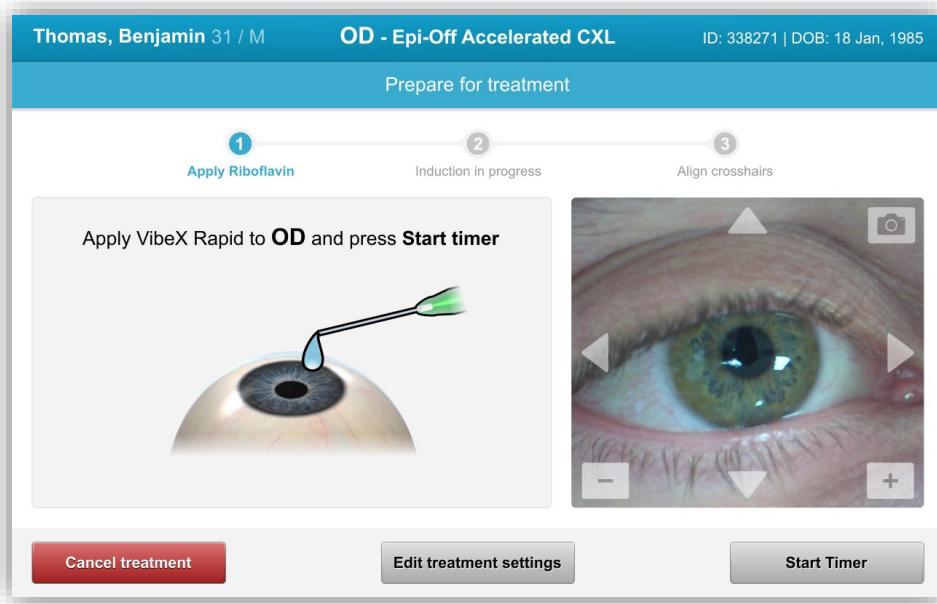 Thomas, Benjamin 31 / M OD - Epi-Off Accelerated CXL ID: 338271 | DOB: 18 Jan, 1985
Prepare for treatment
1 2 3
Apply Riboflavin Induction in progress Align crosshairs
Apply VibeX Rapid to OD and press Start timer
Cancel treatment Edit treatment settings Start Timer